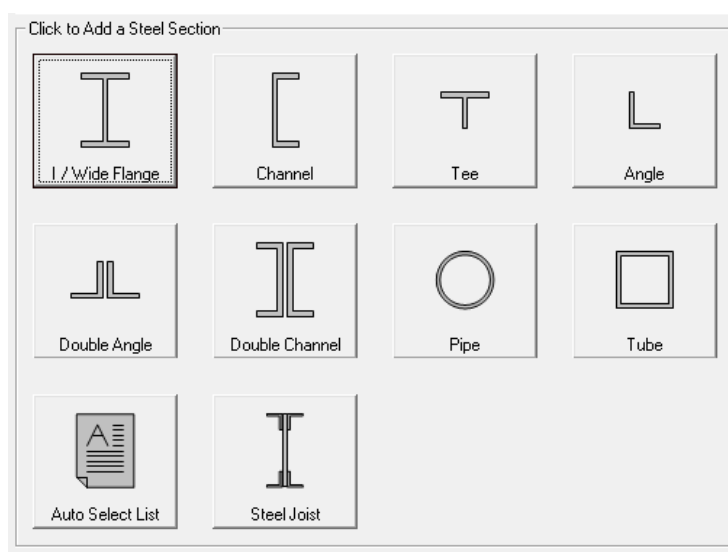 Click to Add a Steel Section
I / Wide Flange
Channel
Tee
Angle
Double Angle
Double Channel
Pipe
Tube
A
Auto Select List
Steel Joist